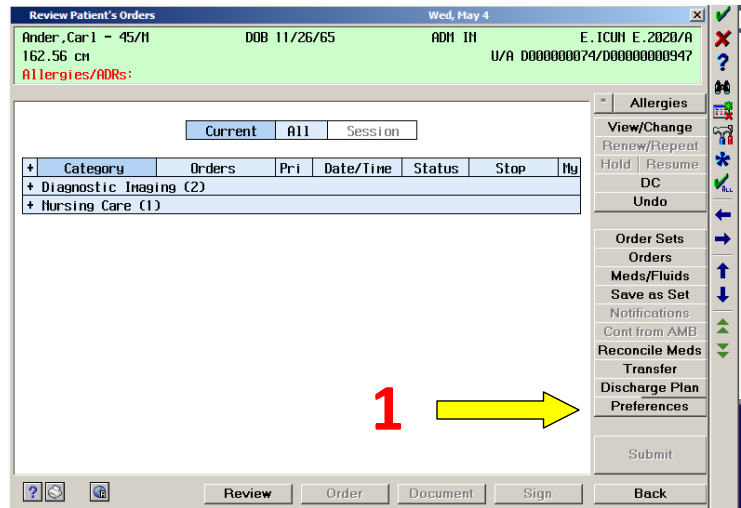 Review Patient's Orders Wed, May 4
Ander,Carl - 45/M DOB 11/26/65 ADM IN E.ICUN E.2020/A
162.56 cm U/A D000000074/D00000000947
Allergies/ADRs:
* Allergies
Current All Session
View/Change
Renew/Repeat
Hold Resume
DC
Undo
+ Category Orders Pri Date/Time Status Stop My
+ Diagnostic Imaging (2)
+ Nursing Care (1)
Order Sets
Orders
Meds/Fluids
Save as Set
Notifications
Cont from AMB
Reconcile Meds
Transfer
Discharge Plan
Preferences
1
Submit
Review Order Document Sign Back
ALL